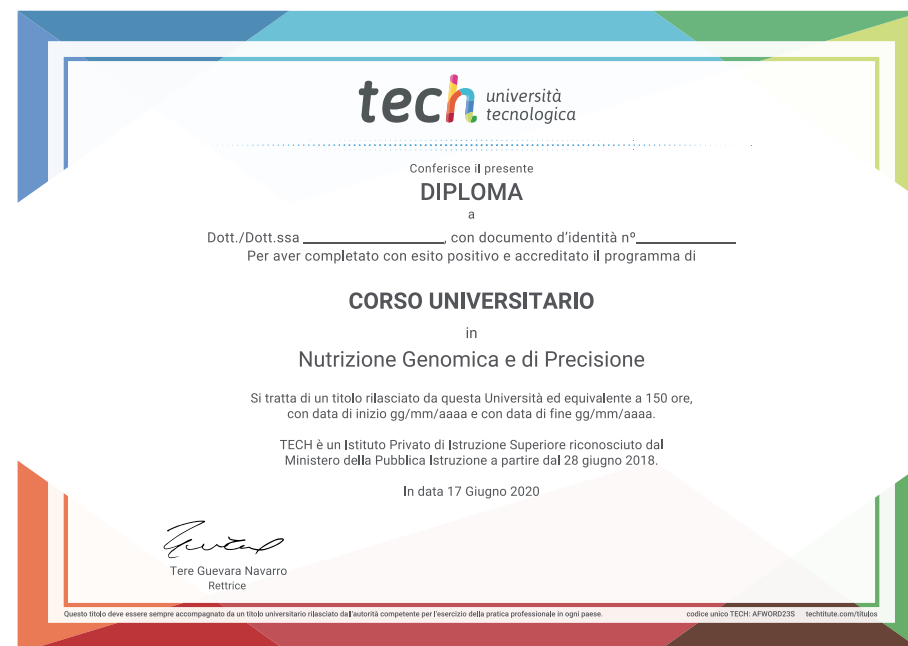 tech università
tecnologica
Conferisce il presente
DIPLOMA
a
Dott./Dott.ssa ____________________, con documento d'identità nº______________
Per aver completato con esito positivo e accreditato il programma di
CORSO UNIVERSITARIO
in
Nutrizione Genomica e di Precisione
Si tratta di un titolo rilasciato da questa Università ed equivalente a 150 ore,
con data di inizio gg/mm/aaaa e con data di fine gg/mm/aaaa.
TECH è un Istituto Privato di Istruzione Superiore riconosciuto dal
Ministero della Pubblica Istruzione a partire dal 28 giugno 2018.
In data 17 Giugno 2020
Tere Guevara Navarro
Rettrice
Questo titolo deve essere sempre accompagnato da un titolo universitario rilasciato dall'autorità competente per l'esercizio della pratica professionale in ogni paese. codice unico TECH: AFWORD23S techtitute.com/titulos